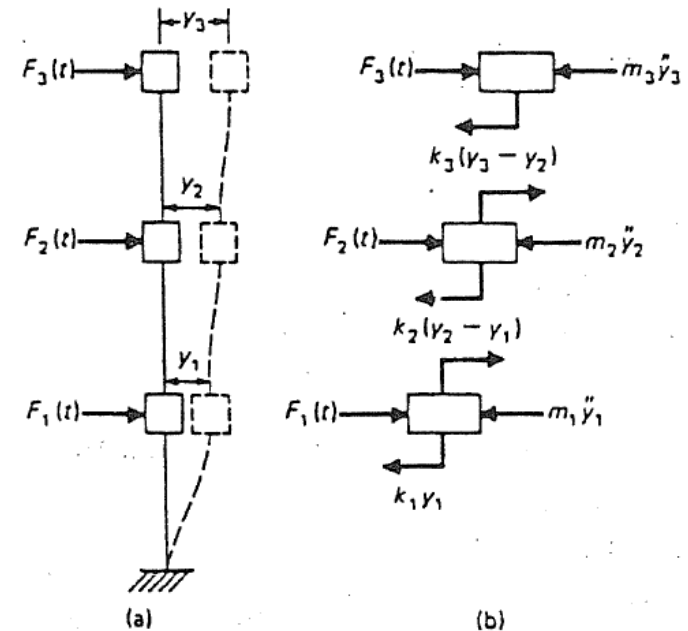 y₃
F₃(t)
F₃(t)
m₃ÿ₃
k₃(y₃ − y₂)
y₂
F₂(t)
F₂(t)
m₂ÿ₂
k₂(y₂ − y₁)
y₁
F₁(t)
F₁(t)
m₁ÿ₁
k₁y₁
(a)
(b)